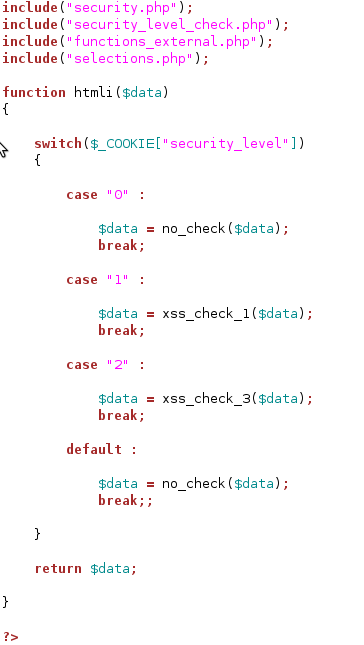 include("security.php");
include("security_level_check.php");
include("functions_external.php");
include("selections.php");
function htmli($data)
{
switch($_COOKIE["security_level"])
{
case "0" :
$data = no_check($data);
break;
case "1" :
$data = xss_check_1($data);
break;
case "2" :
$data = xss_check_3($data);
break;
default :
$data = no_check($data);
break;;
}
return $data;
}
?>